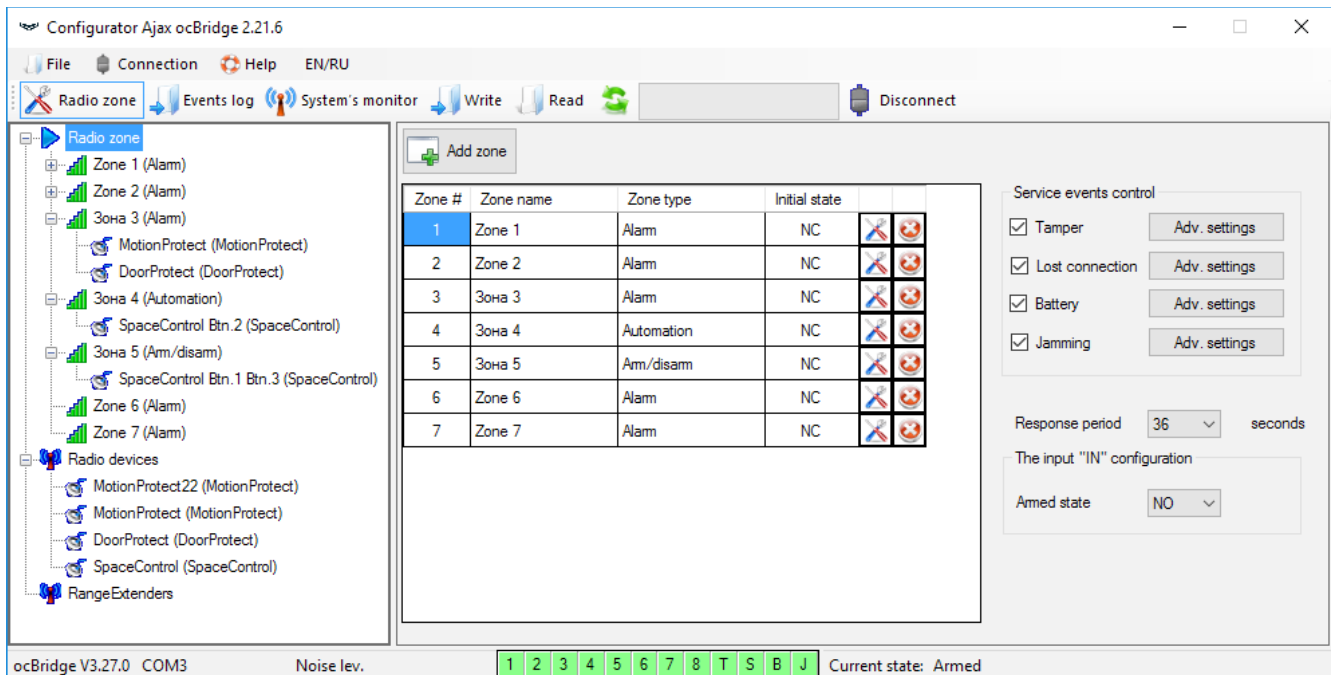 Configurator Ajax ocBridge 2.21.6
File Connection Help EN/RU
Radio zone Events log System's monitor Write Read Disconnect
Radio zone
Zone 1 (Alarm)
Zone 2 (Alarm)
Зона 3 (Alarm)
MotionProtect (MotionProtect)
DoorProtect (DoorProtect)
Зона 4 (Automation)
SpaceControl Btn.2 (SpaceControl)
Зона 5 (Arm/disarm)
SpaceControl Btn.1 Btn.3 (SpaceControl)
Zone 6 (Alarm)
Zone 7 (Alarm)
Radio devices
MotionProtect22 (MotionProtect)
MotionProtect (MotionProtect)
DoorProtect (DoorProtect)
SpaceControl (SpaceControl)
RangeExtenders
Add zone
Zone # Zone name Zone type Initial state
1 Zone 1 Alarm NC
2 Zone 2 Alarm NC
3 Зона 3 Alarm NC
4 Зона 4 Automation NC
5 Зона 5 Arm/disarm NC
6 Zone 6 Alarm NC
7 Zone 7 Alarm NC
Service events control
Tamper Adv. settings
Lost connection Adv. settings
Battery Adv. settings
Jamming Adv. settings
Response period 36 seconds
The input "IN" configuration
Armed state NO
ocBridge V3.27.0 COM3 Noise lev. 1 2 3 4 5 6 7 8 T S B J Current state: Armed